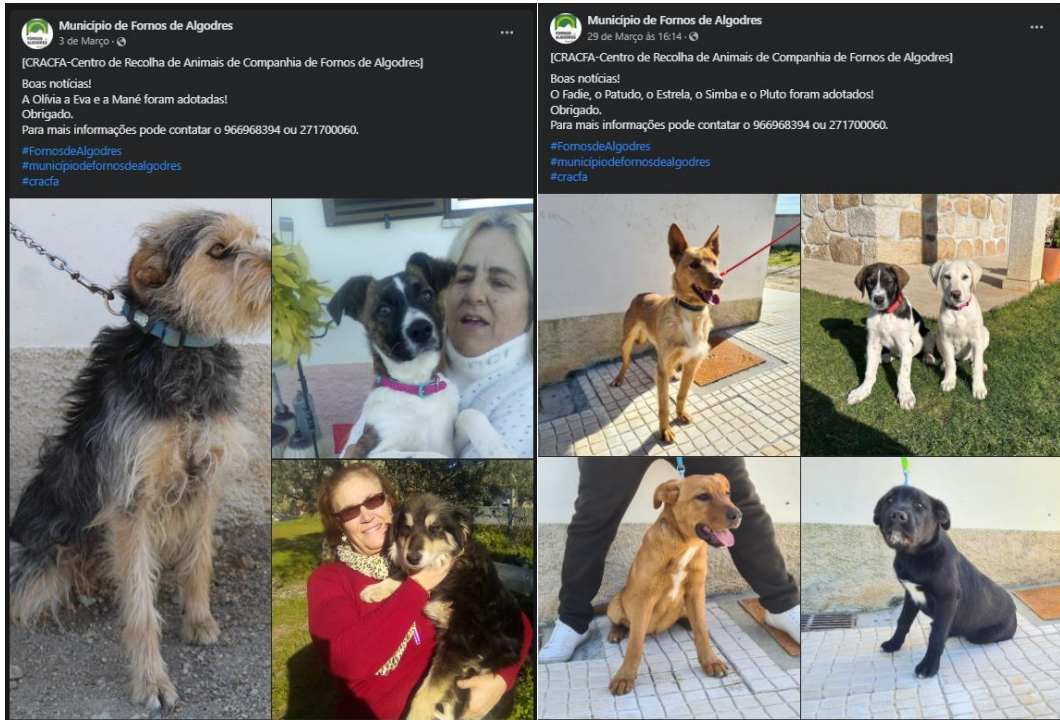 Município de Fornos de Algodres
3 de Março
[CRACFA-Centro de Recolha de Animais de Companhia de Fornos de Algodres]
Boas notícias!
A Olívia a Eva e a Mané foram adotadas!
Obrigado.
Para mais informações pode contatar o 966968394 ou 271700060.
#FornosdeAlgodres
#municípiodefornosdealgodres
#cracfa
Município de Fornos de Algodres
29 de Março às 16:14
[CRACFA-Centro de Recolha de Animais de Companhia de Fornos de Algodres]
Boas notícias!
O Fadie, o Patudo, o Estrela, o Simba e o Pluto foram adotados!
Obrigado.
Para mais informações pode contatar o 966968394 ou 271700060.
#FornosdeAlgodres
#municípiodefornosdealgodres
#cracfa